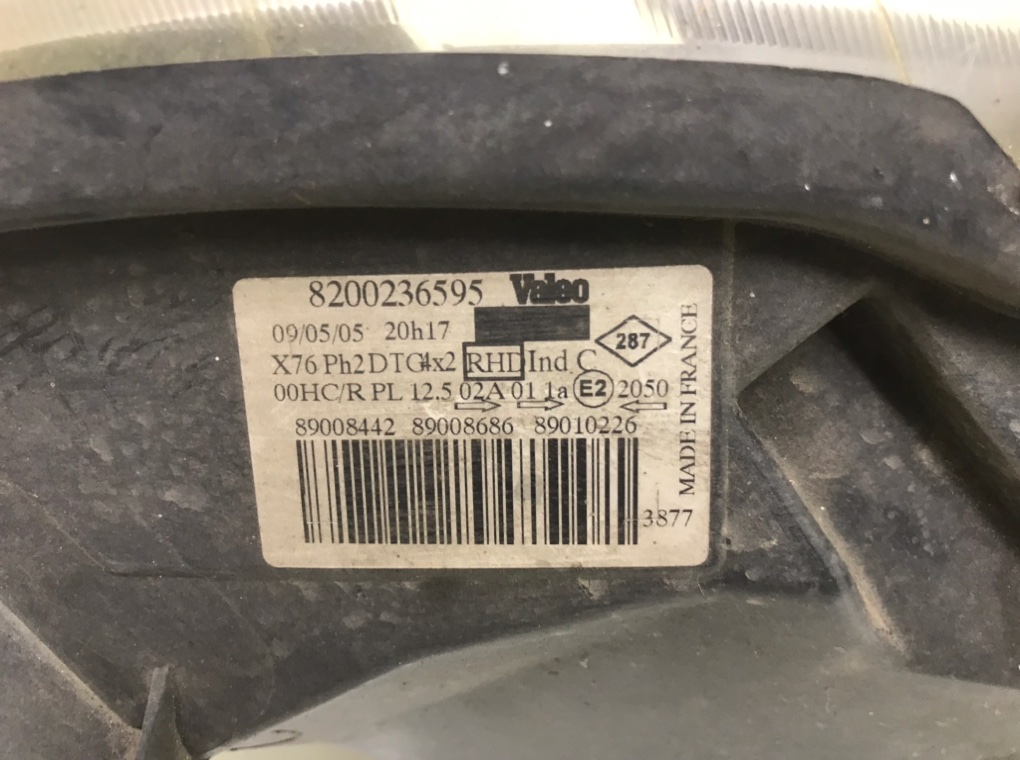 8200236595 Valeo
09/05/05 20h17
287
X76 Ph2 DTG 4x2 RHD Ind C
00HC/R PL 12.5 02A 01 1a E2 2050
89008442 89008686 89010226
3877
MADE IN FRANCE